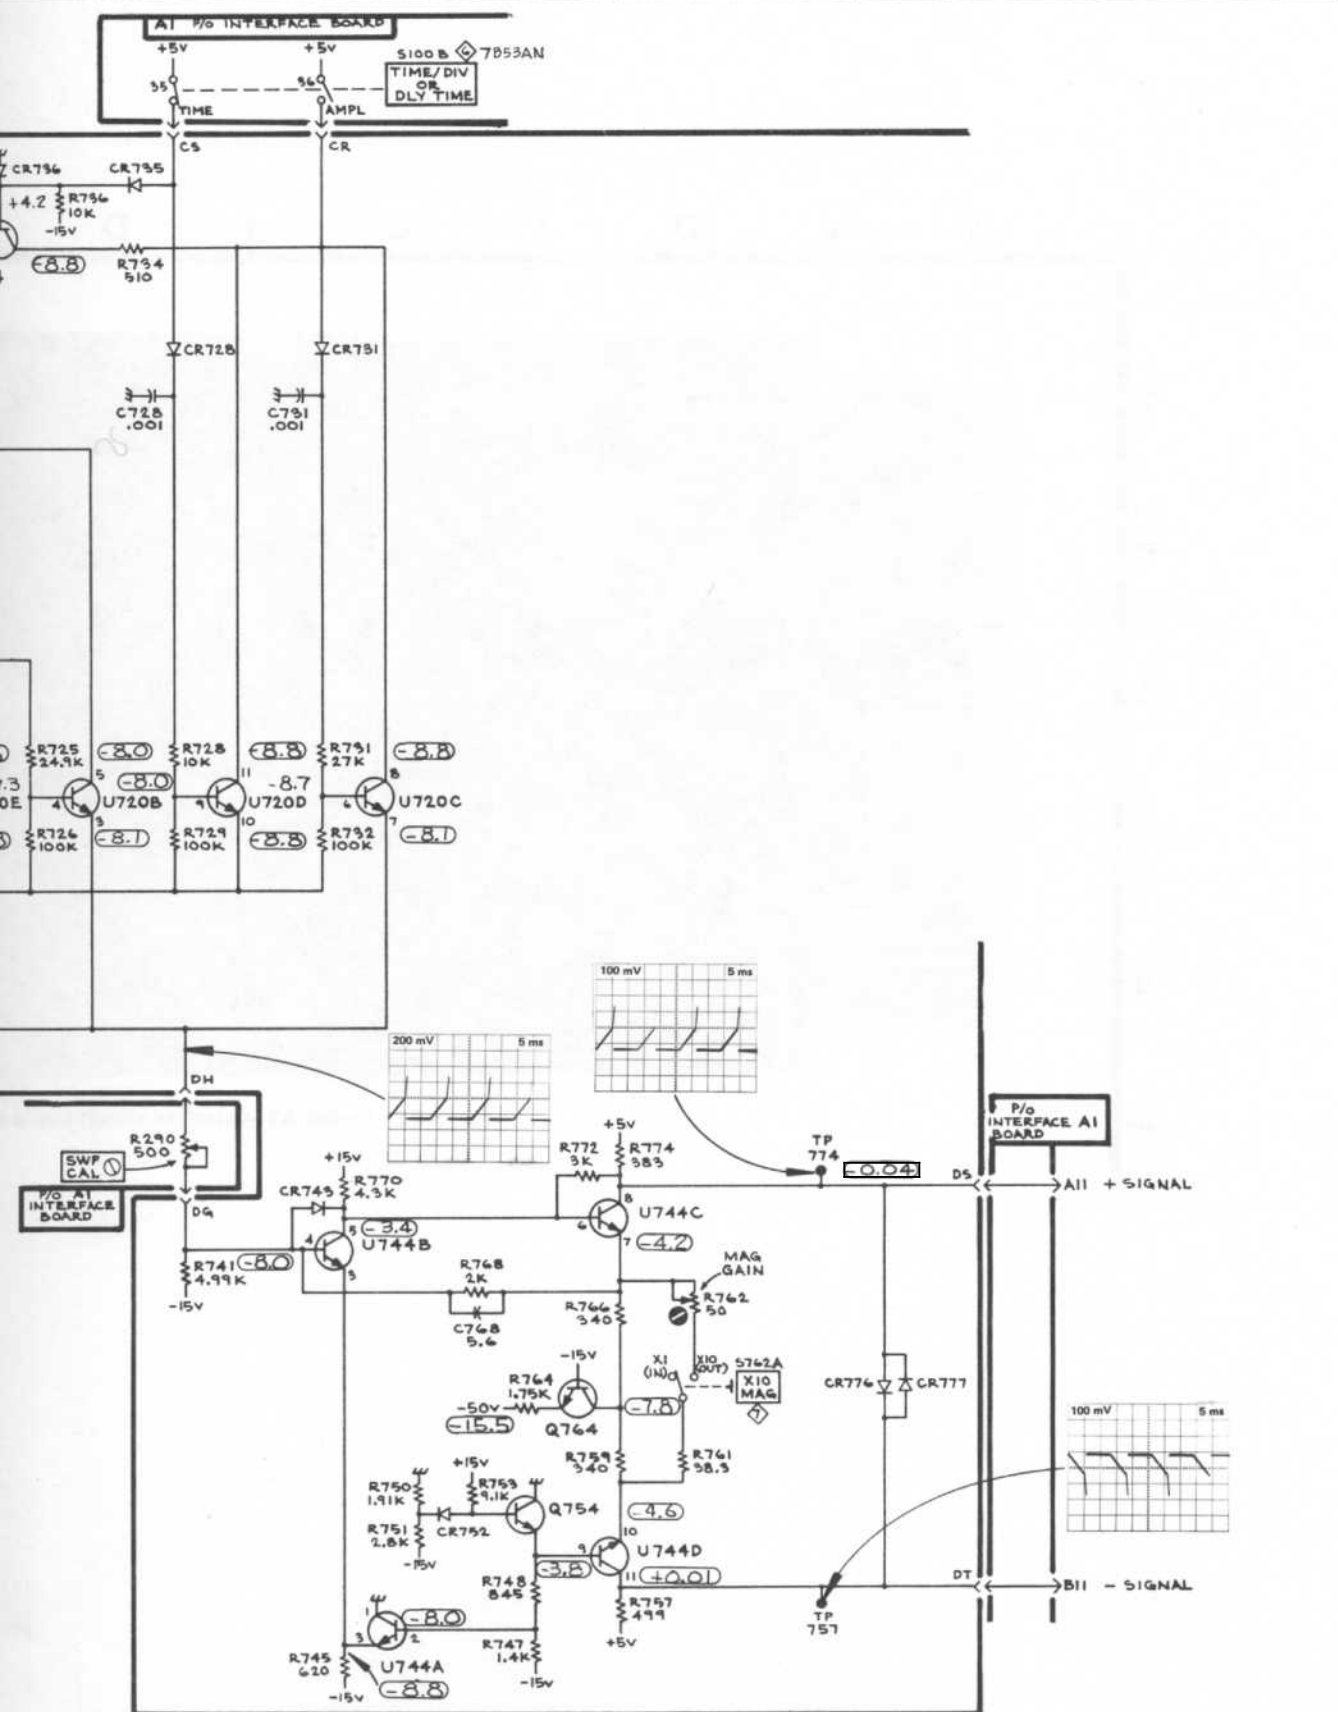 A1 P/O INTERFACE BOARD
+5V
+5V
S100B 6 7B53AN
TIME/DIV
OR
DLY TIME
35
36
TIME
AMPL
CS
CR
CR736
CR735
+4.2
R736
10K
-15V
-8.8
R734
510
CR728
CR731
C728
.001
C731
.001
R725
24.9K
-8.0
R728
10K
-8.8
R731
27K
-8.8
5
-8.0
11
-8.7
8
4
U720B
9
U720D
6
U720C
3
10
7
R726
100K
-8.1
R729
100K
-8.8
R732
100K
-8.1
100 mV 5 ms
200 mV 5 ms
DH
P/O
INTERFACE A1
BOARD
R290
500
SWP
CAL
P/O A1
INTERFACE
BOARD
DG
+5V
R772
3K
R774
383
TP
774
-0.04
DS
A11 + SIGNAL
+15V
R770
4.3K
CR743
5
-3.4
4
U744B
3
8
6
U744C
7
-4.2
R741
4.99K
-8.0
-15V
R768
2K
C768
5.6
MAG
GAIN
R762
50
R766
340
-15V
X1
(IN)
X10
(OUT)
S762A
X10
MAG
7
R764
1.75K
-50V
-15.5
Q764
-7.8
CR776
CR777
100 mV 5 ms
R759
340
R761
38.3
+15V
R750
1.91K
R753
9.1K
Q754
CR752
R751
2.8K
-15V
-4.6
10
9
U744D
-3.8
11
+0.01
DT
B11 - SIGNAL
R748
845
R757
499
+5V
TP
757
1
-8.0
3
2
R745
620
U744A
-8.8
-15V
R747
1.4K
-15V